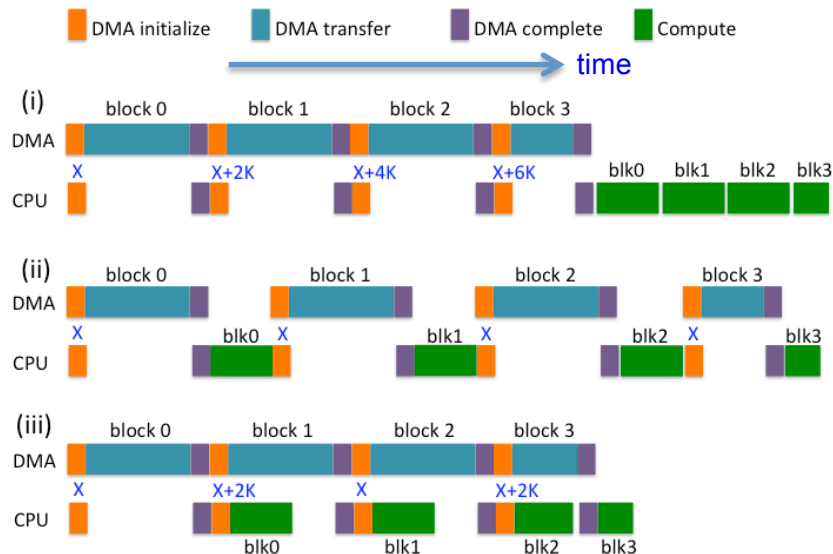 DMA initialize DMA transfer DMA complete Compute
time
(i)
block 0 block 1 block 2 block 3
DMA
X X+2K X+4K X+6K
blk0 blk1 blk2 blk3
CPU
(ii)
block 0 block 1 block 2 block 3
DMA
X X X X
blk0 blk1 blk2 blk3
CPU
(iii)
block 0 block 1 block 2 block 3
DMA
X X+2K X X+2K
CPU
blk0 blk1 blk2 blk3